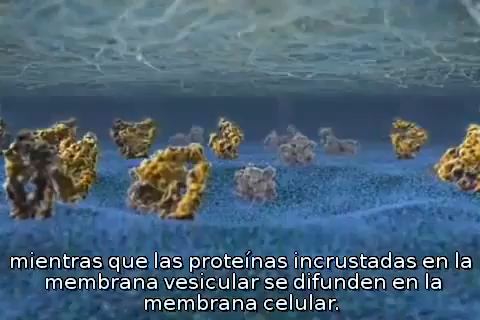 mientras que las proteínas incrustadas en la
membrana vesicular se difunden en la
membrana celular.